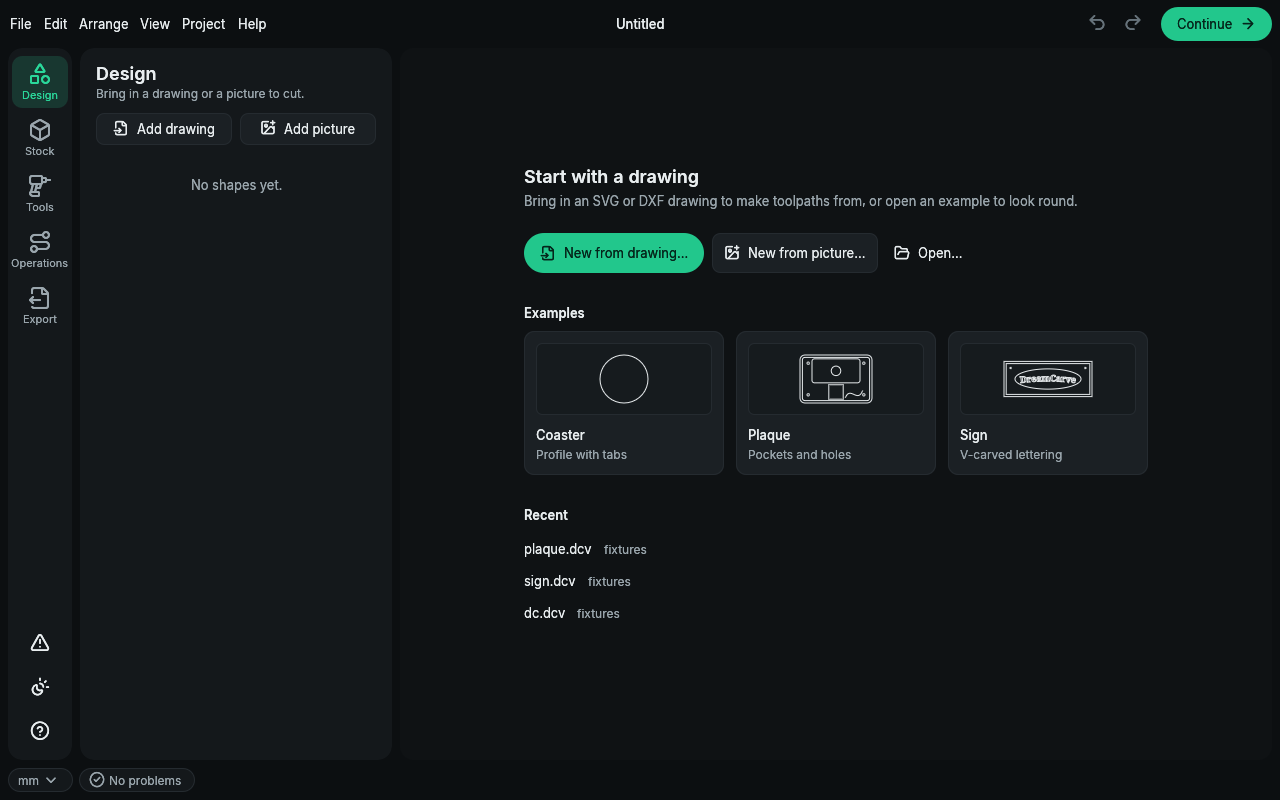 File Edit Arrange View Project Help
Untitled
Continue
Design
Stock
Tools
Operations
Export
Design
Bring in a drawing or a picture to cut.
Add drawing
Add picture
No shapes yet.
Start with a drawing
Bring in an SVG or DXF drawing to make toolpaths from, or open an example to look round.
New from drawing...
New from picture...
Open...
Examples
Coaster
Profile with tabs
Plaque
Pockets and holes
DreamCarve
Sign
V-carved lettering
Recent
plaque.dcv fixtures
sign.dcv fixtures
dc.dcv fixtures
mm
No problems